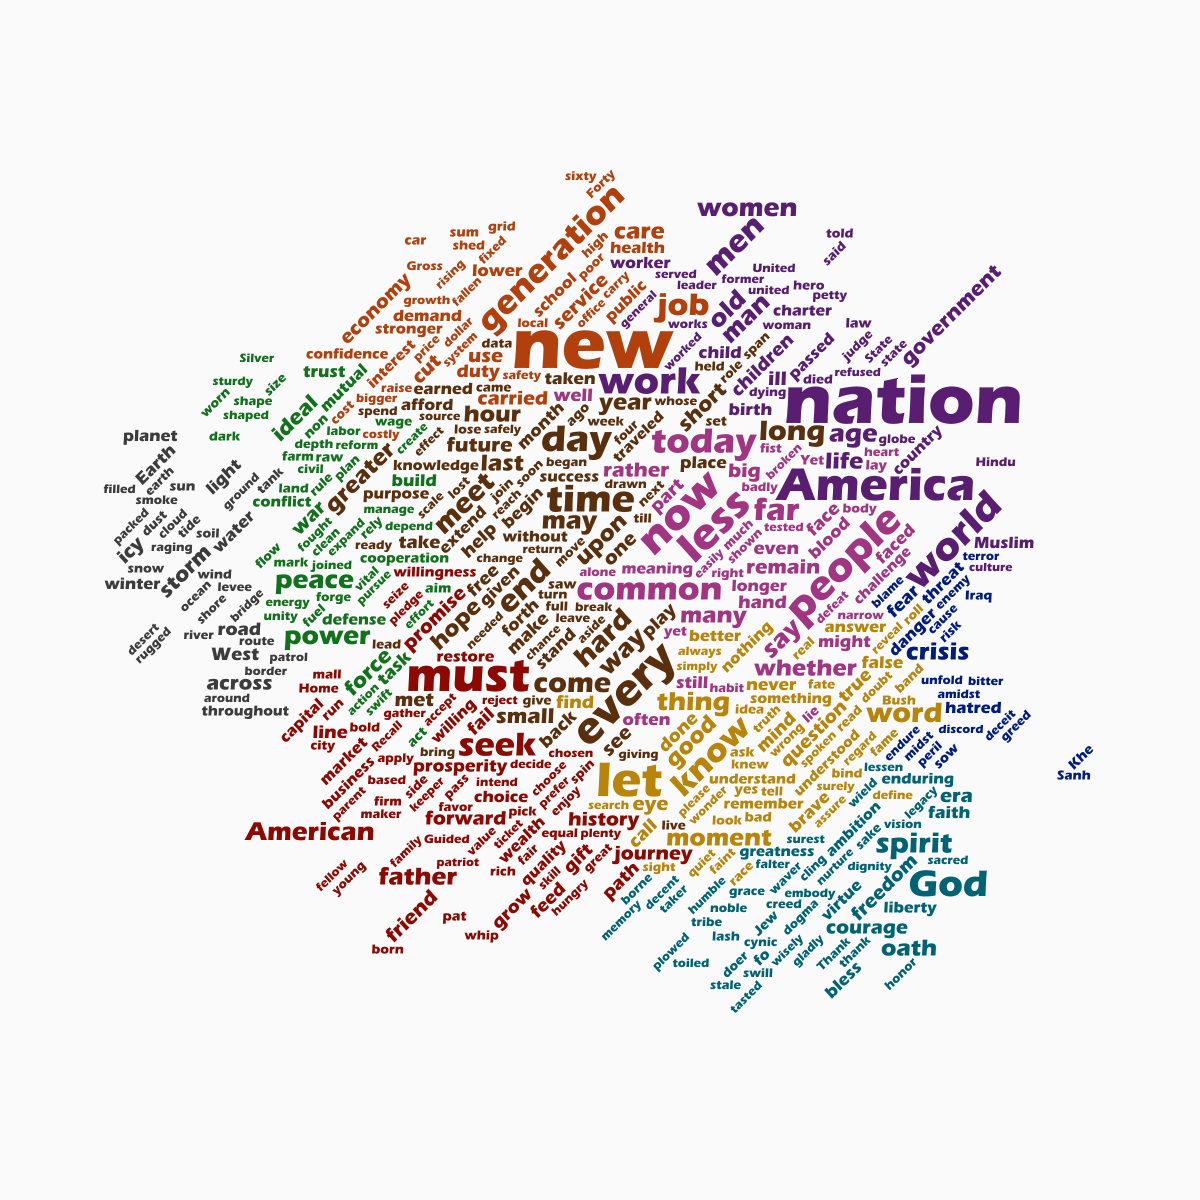 sixty
Forty
generation
women
men
told
said
care
health
high
poor
worker
served
leader
former
United
united
hero
petty
government
car
sum
grid
shed
fixed
Gross
rising
fallen
lower
school
service
office
carry
public
general
job
works
worked
old
man
charter
woman
law
judge
State
state
economy
growth
demand
stronger
price
dollar
system
local
data
new
child
held
role
span
children
passed
died
refused
confidence
interest
cut
use
duty
safety
taken
work
ill
dying
nation
Silver
trust
mutual
raise
earned
came
carried
well
year
whose
short
birth
sturdy
size
worn
shape
shaped
ideal
non
cost
bigger
spend
afford
source
hour
month
ago
week
four
traveled
set
long
age
globe
country
dark
labor
wage
costly
create
effect
lose
safely
future
day
today
fist
Yet
heart
lay
life
Hindu
planet
Earth
earth
sun
light
depth
reform
farm
raw
civil
rule
plan
greater
knowledge
last
soon
began
rather
place
big
broken
badly
America
filled
smoke
ground
tank
land
conflict
build
purpose
manage
scale
lost
meet
join
reach
begin
success
drawn
time
next
part
now
less
far
face
body
people
world
packed
dust
cloud
tide
soil
icy
raging
storm
water
war
fought
clean
expand
rely
depend
ready
take
extend
help
without
may
till
upon
one
easily
much
shown
tested
even
blood
faced
challenge
Muslim
terror
culture
snow
winter
wind
ocean
levee
shore
flow
mark
joined
peace
vital
pursue
cooperation
willingness
change
return
move
free
given
end
saw
turn
alone
meaning
right
remain
common
longer
hand
blame
fear
threat
enemy
Iraq
energy
forge
unity
fuel
defense
seize
pledge
aim
effort
promise
hope
needed
forth
full
break
leave
make
chance
aside
stand
hard
way
play
many
say
defeat
narrow
answer
might
reveal
roll
danger
cause
risk
crisis
bridge
river
road
route
desert
rugged
West
patrol
border
power
lead
force
task
action
swift
restore
must
come
every
yet
better
always
simply
nothing
real
whether
false
true
doubt
band
unfold
bitter
amidst
across
around
throughout
mall
Home
capital
run
line
city
bold
met
gather
Recall
act
accept
willing
fail
reject
give
small
find
back
still
habit
never
fate
something
thing
often
see
giving
done
good
idea
truth
lie
mind
wrong
question
spoken
read
Bush
word
hatred
discord
deceit
greed
endure
midst
peril
sow
market
business
apply
bring
seek
prosperity
decide
chosen
choose
prefer
spin
let
know
ask
knew
understand
yes
tell
understood
regard
fame
bind
surely
lessen
enduring
Khe
Sanh
parent
based
side
keeper
pass
intend
firm
maker
favor
choice
forward
pick
enjoy
search
eye
please
wonder
remember
look
bad
brave
assure
wield
define
legacy
era
faith
American
family
Guided
value
ticket
wealth
equal
plenty
history
call
live
moment
surest
ambition
sake
vision
spirit
fellow
young
father
patriot
rich
fair
quality
skill
gift
great
hungry
journey
path
sight
quiet
faint
greatness
falter
race
waver
cling
nurture
dignity
sacred
friend
pat
whip
grow
feed
born
borne
memory
decent
taker
humble
grace
noble
tribe
embody
creed
Jew
dogma
virtue
freedom
God
liberty
lash
cynic
plowed
toiled
doer
fo
wisely
gladly
courage
Thank
thank
oath
swill
stale
tasted
bless
honor